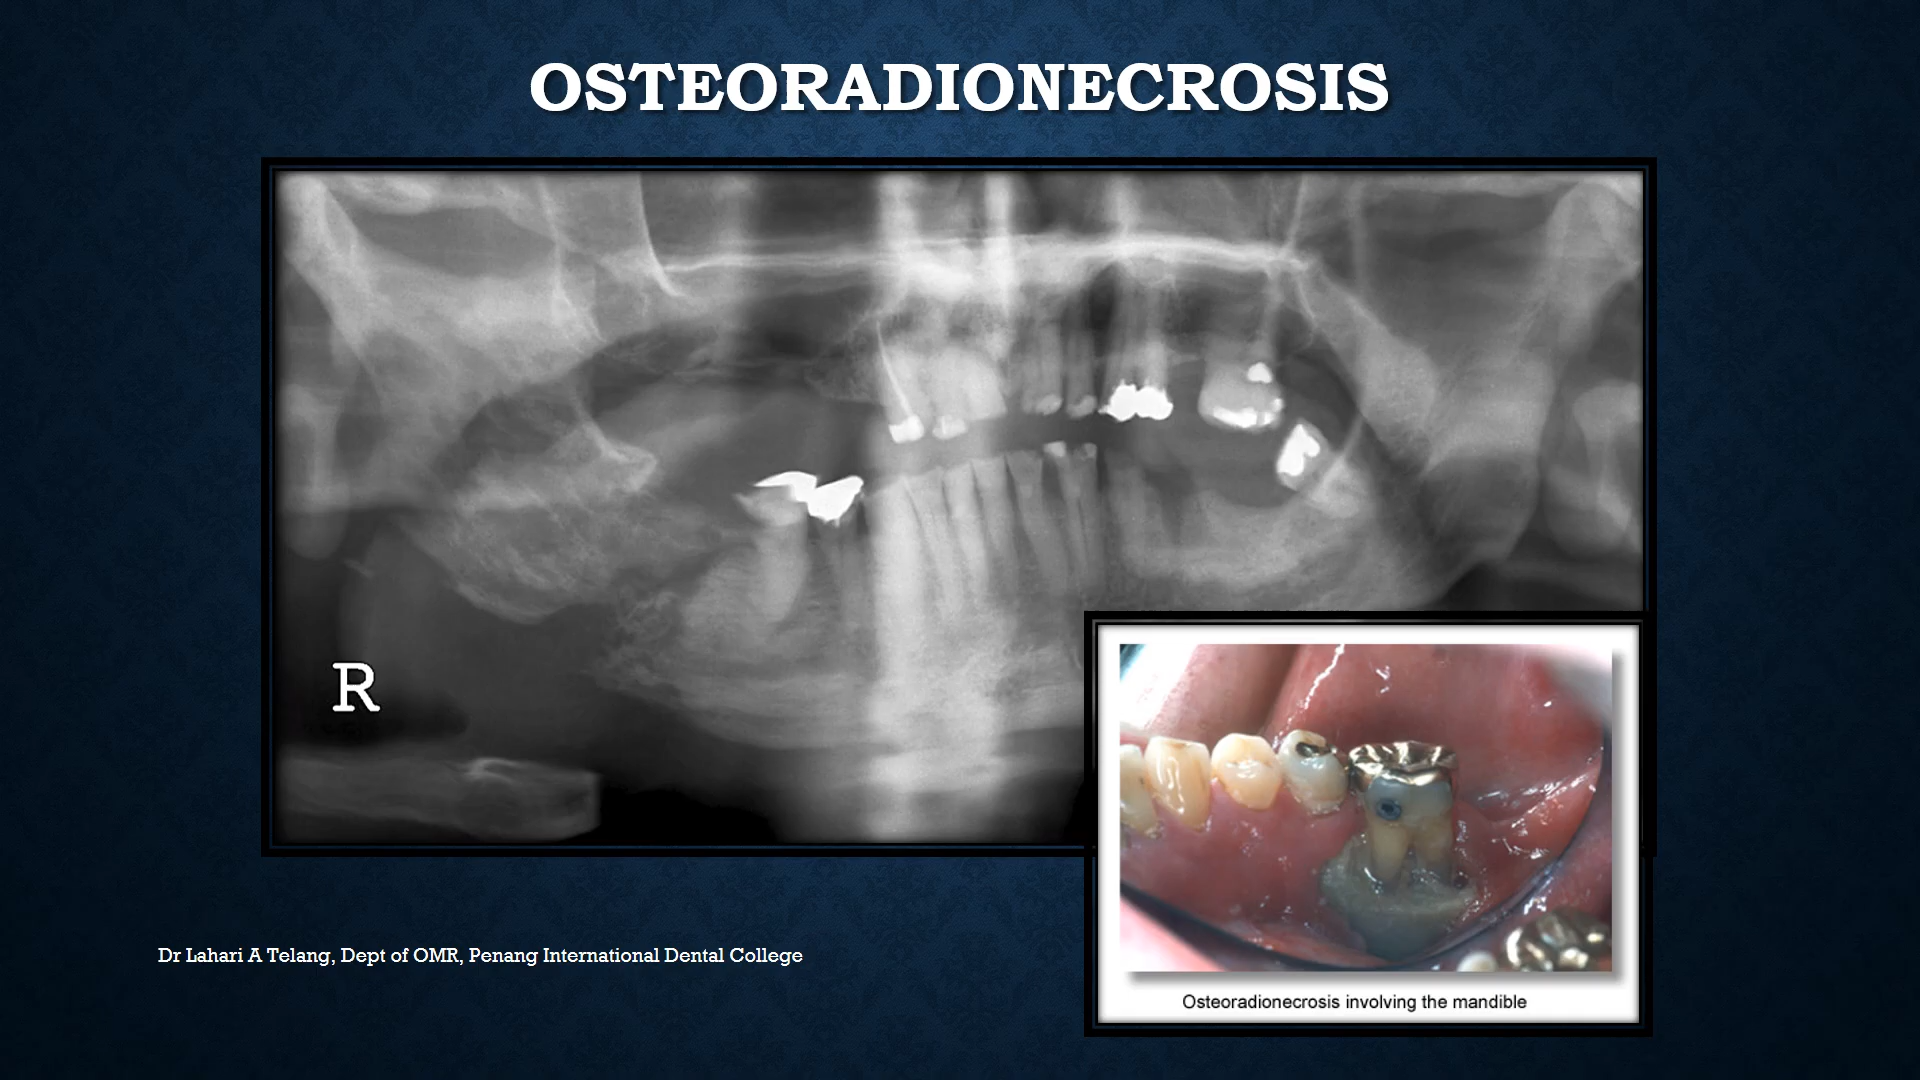 OSTEORADIONECROSIS
R
Dr Lahari A Telang, Dept of OMR, Penang International Dental College
Osteoradionecrosis involving the mandible